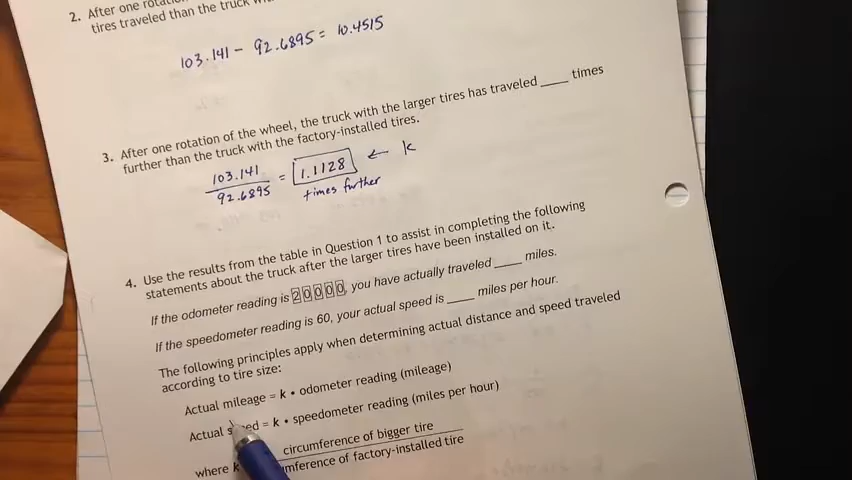 2. After one rotation
tires traveled than the truck
103.141 - 92.6895 = 10.4515
3. After one rotation of the wheel, the truck with the larger tires has traveled ____ times
further than the truck with the factory-installed tires.
103.141
92.6895
= 1.1128 ← k
times further
4. Use the results from the table in Question 1 to assist in completing the following
statements about the truck after the larger tires have been installed on it.
If the odometer reading is 20000, you have actually traveled ____ miles.
If the speedometer reading is 60, your actual speed is ____ miles per hour.
The following principles apply when determining actual distance and speed traveled
according to tire size:
Actual mileage = k • odometer reading (mileage)
Actual = k • speedometer reading (miles per hour)
circumference of bigger tire
where k
of factory-installed tire